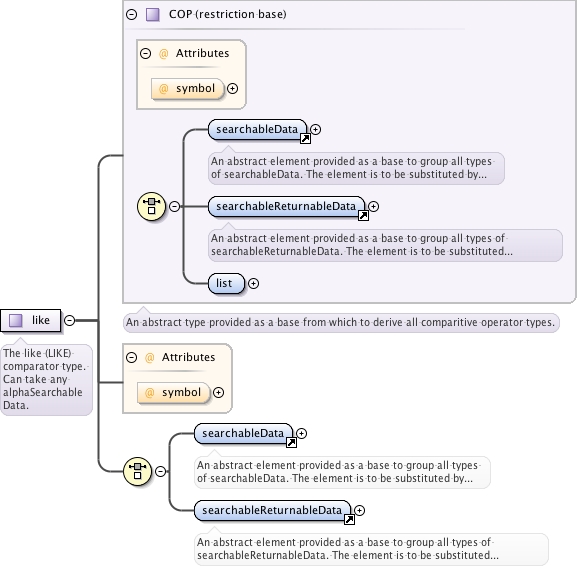 COP (restriction base)
@ Attributes
@ symbol
searchableData
An abstract element provided as a base to group all types
of searchableData. The element is to be substituted by...
searchableReturnableData
An abstract element provided as a base to group all types of
searchableReturnableData. The element is to be substituted...
list
like
An abstract type provided as a base from which to derive all comparitive operator types.
The like (LIKE)
comparator type.
Can take any
alphaSearchable
Data.
@ Attributes
@ symbol
searchableData
An abstract element provided as a base to group all types
of searchableData. The element is to be substituted by...
searchableReturnableData
An abstract element provided as a base to group all types of
searchableReturnableData. The element is to be substituted...